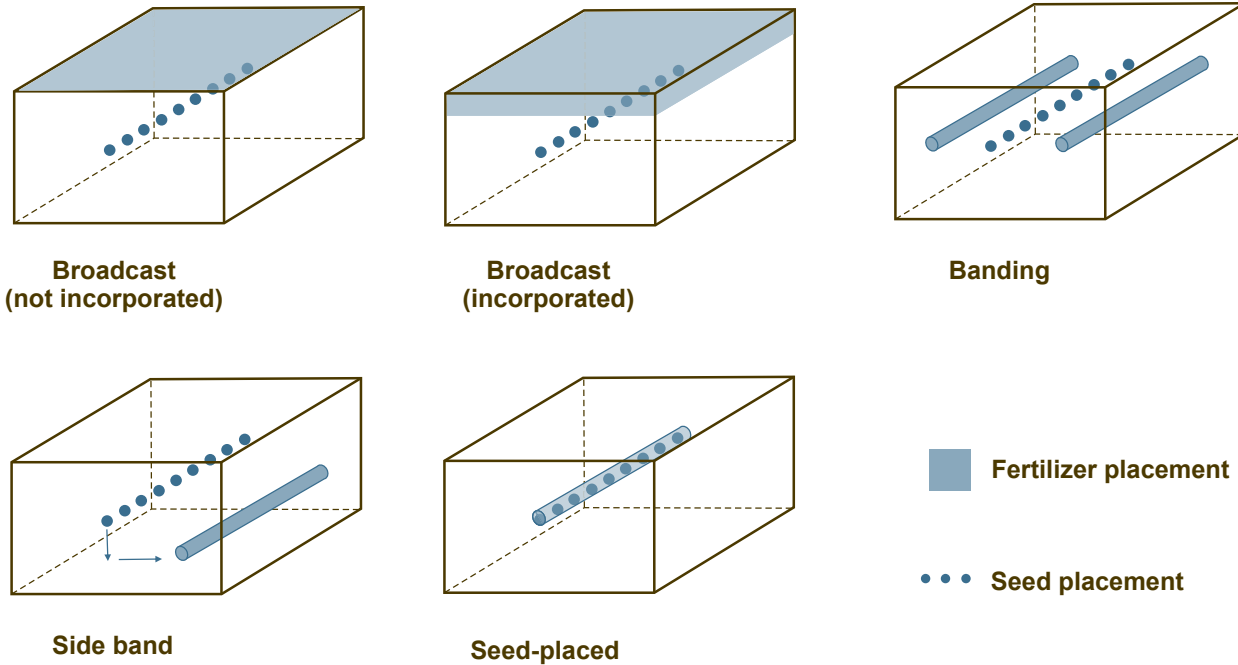 Broadcast
(not incorporated)
Broadcast
(incorporated)
Banding
Side band
Seed-placed
Fertilizer placement
Seed placement